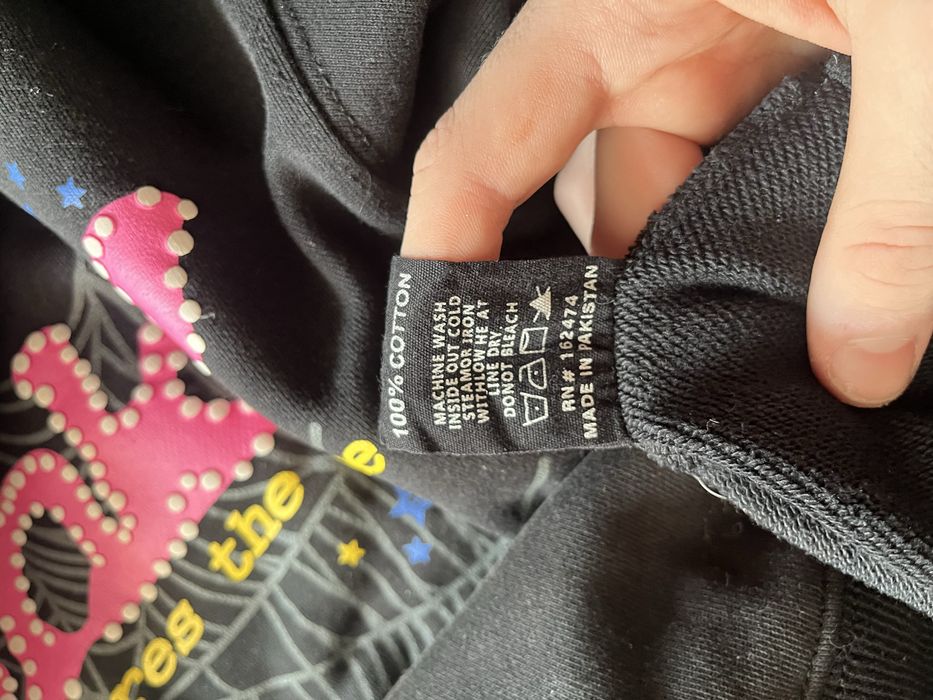 100% COTTON
MACHINE WASH
INSIDE OUT COLD
STEAMOR IRON
WITHLOW HE AT
LINE DRY
DONOT BLEACH
RN# 162474
MADE IN PAKISTAN
the e
res